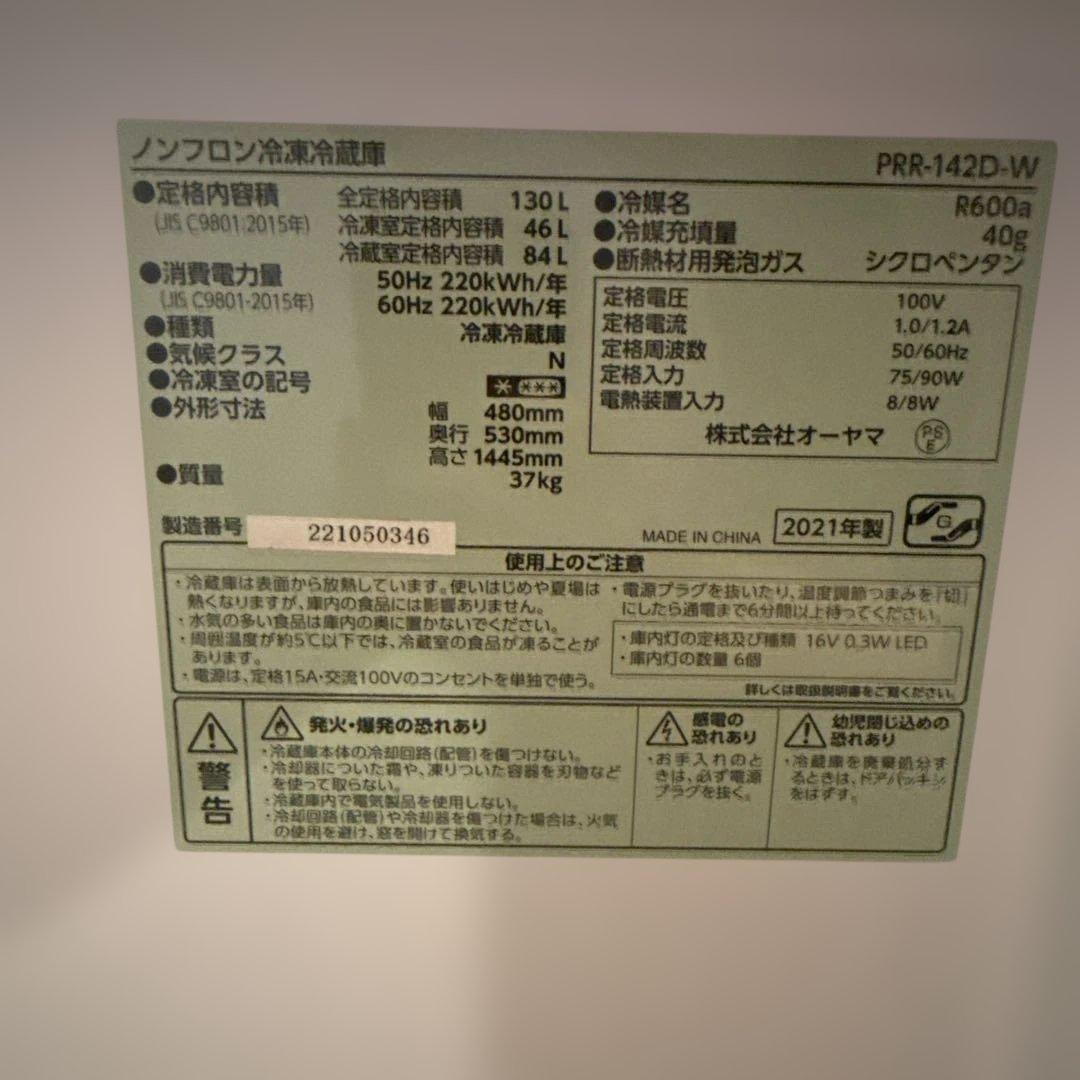 ノンフロン冷凍冷蔵庫
PRR-142D-W
●定格内容積 全定格内容積 130L
(JIS C9801:2015年) 冷凍室定格内容積 46L
冷蔵室定格内容積 84L
●消費電力量 50Hz 220kWh/年
(JIS C9801-2015年) 60Hz 220kWh/年
●種類 冷凍冷蔵庫
●気候クラス N
●冷凍室の記号 * ***
●外形寸法 幅 480mm
奥行 530mm
高さ 1445mm
●質量 37kg
●冷媒名 R600a
●冷媒充填量 40g
●断熱材用発泡ガス シクロペンタン
定格電圧 100V
定格電流 1.0/1.2A
定格周波数 50/60Hz
定格入力 75/90W
電熱装置入力 8/8W
株式会社オーヤマ PSE
製造番号 221050346
MADE IN CHINA 2021年製 G
使用上のご注意
・冷蔵庫は表面から放熱しています。使いはじめや夏場は
熱くなりますが、庫内の食品には影響ありません。
・水気の多い食品は庫内の奥に置かないでください。
・周囲温度が約5℃以下では、冷蔵室の食品が凍ることが
あります。
・電源は、定格15A・交流100Vのコンセントを単独で使う。
・電源プラグを抜いたり、温度調節つまみを「切」
にしたら通電まで6分間以上待ってください。
・庫内灯の定格及び種類 16V 0.3W LED
・庫内灯の数量 6個
詳しくは取扱説明書をご覧ください。
警告
発火・爆発の恐れあり
・冷蔵庫本体の冷却回路(配管)を傷つけない。
・冷却器についた霜や、凍りついた容器を刃物など
を使って取らない。
・冷蔵庫内で電気製品を使用しない。
・冷却回路(配管)や冷却器を傷つけた場合は、火気
の使用を避け、窓を開けて換気する。
感電の
恐れあり
・お手入れのと
きは、必ず電源
プラグを抜く。
幼児閉じ込めの
恐れあり
・冷蔵庫を廃棄処分す
るときは、ドアパッキン
をはずす。